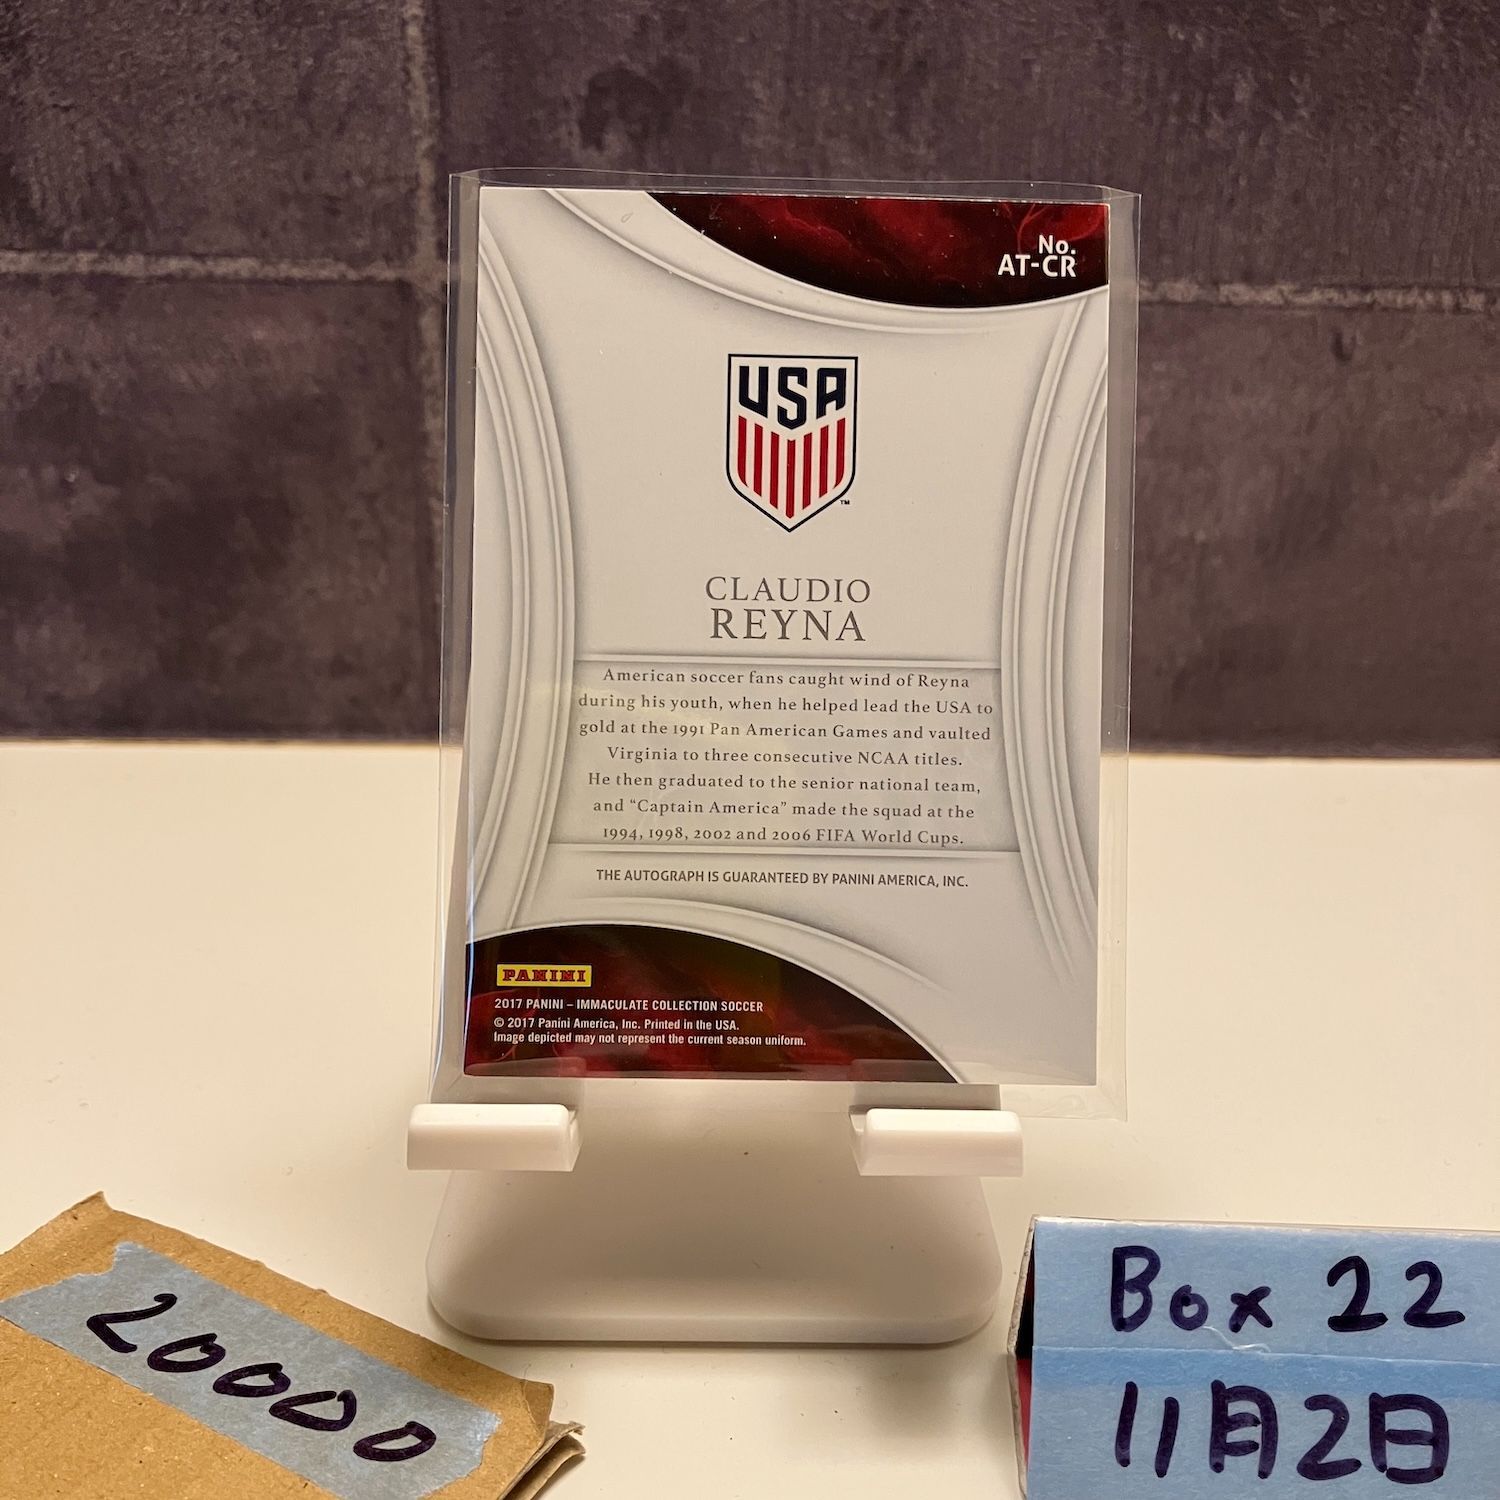 No.
AT-CR
USA
TM
CLAUDIO
REYNA
American soccer fans caught wind of Reyna
during his youth, when he helped lead the USA to
gold at the 1991 Pan American Games and vaulted
Virginia to three consecutive NCAA titles.
He then graduated to the senior national team,
and “Captain America” made the squad at the
1994, 1998, 2002 and 2006 FIFA World Cups.
THE AUTOGRAPH IS GUARANTEED BY PANINI AMERICA, INC.
PANINI
2017 PANINI – IMMACULATE COLLECTION SOCCER
© 2017 Panini America, Inc. Printed in the USA.
Image depicted may not represent the current season uniform.
20000
Box 22
11月2日